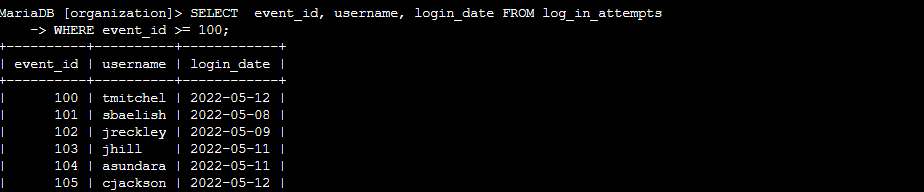 MariaDB [organization]> SELECT  event_id, username, login_date FROM log_in_attempts
    -> WHERE event_id >= 100;
+----------+----------+------------+
| event_id | username | login_date |
+----------+----------+------------+
|      100 | tmitchel | 2022-05-12 |
|      101 | sbaelish | 2022-05-08 |
|      102 | jreckley | 2022-05-09 |
|      103 | jhill    | 2022-05-11 |
|      104 | asundara | 2022-05-11 |
|      105 | cjackson | 2022-05-12 |